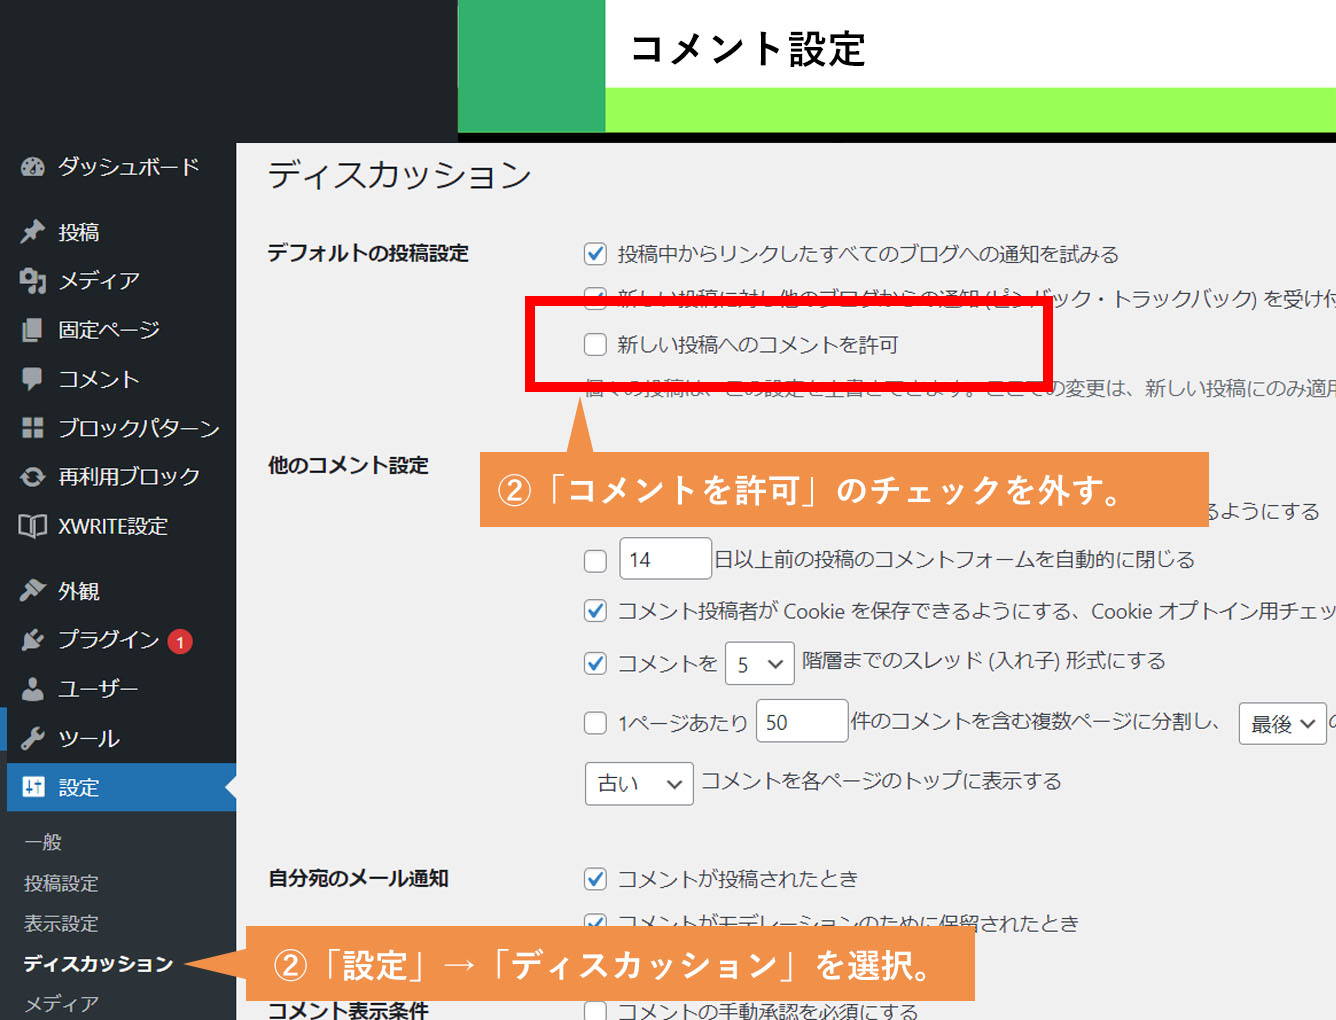 コメント設定
ダッシュボード
投稿
メディア
固定ページ
コメント
ブロックパターン
再利用ブロック
XWRITE設定
外観
プラグイン 1
ユーザー
ツール
設定
一般
投稿設定
表示設定
ディスカッション
メディア
ディスカッション
デフォルトの投稿設定
投稿中からリンクしたすべてのブログへの通知を試みる
新しい投稿に対し他のブログからの通知 (ピンバック・トラックバック) を受け付
新しい投稿へのコメントを許可
個々の投稿は、この設定を上書きできます。ここでの変更は、新しい投稿にのみ適用
②「コメントを許可」のチェックを外す。
他のコメント設定
るようにする
14 日以上前の投稿のコメントフォームを自動的に閉じる
コメント投稿者が Cookie を保存できるようにする、Cookie オプトイン用チェッ
コメントを 5 階層までのスレッド (入れ子) 形式にする
1ページあたり 50 件のコメントを含む複数ページに分割し、 最後 の
古い コメントを各ページのトップに表示する
自分宛のメール通知
コメントが投稿されたとき
コメントがモデレーションのために保留されたとき
②「設定」→「ディスカッション」を選択。
コメント表示条件
コメントの手動承認を必須にする